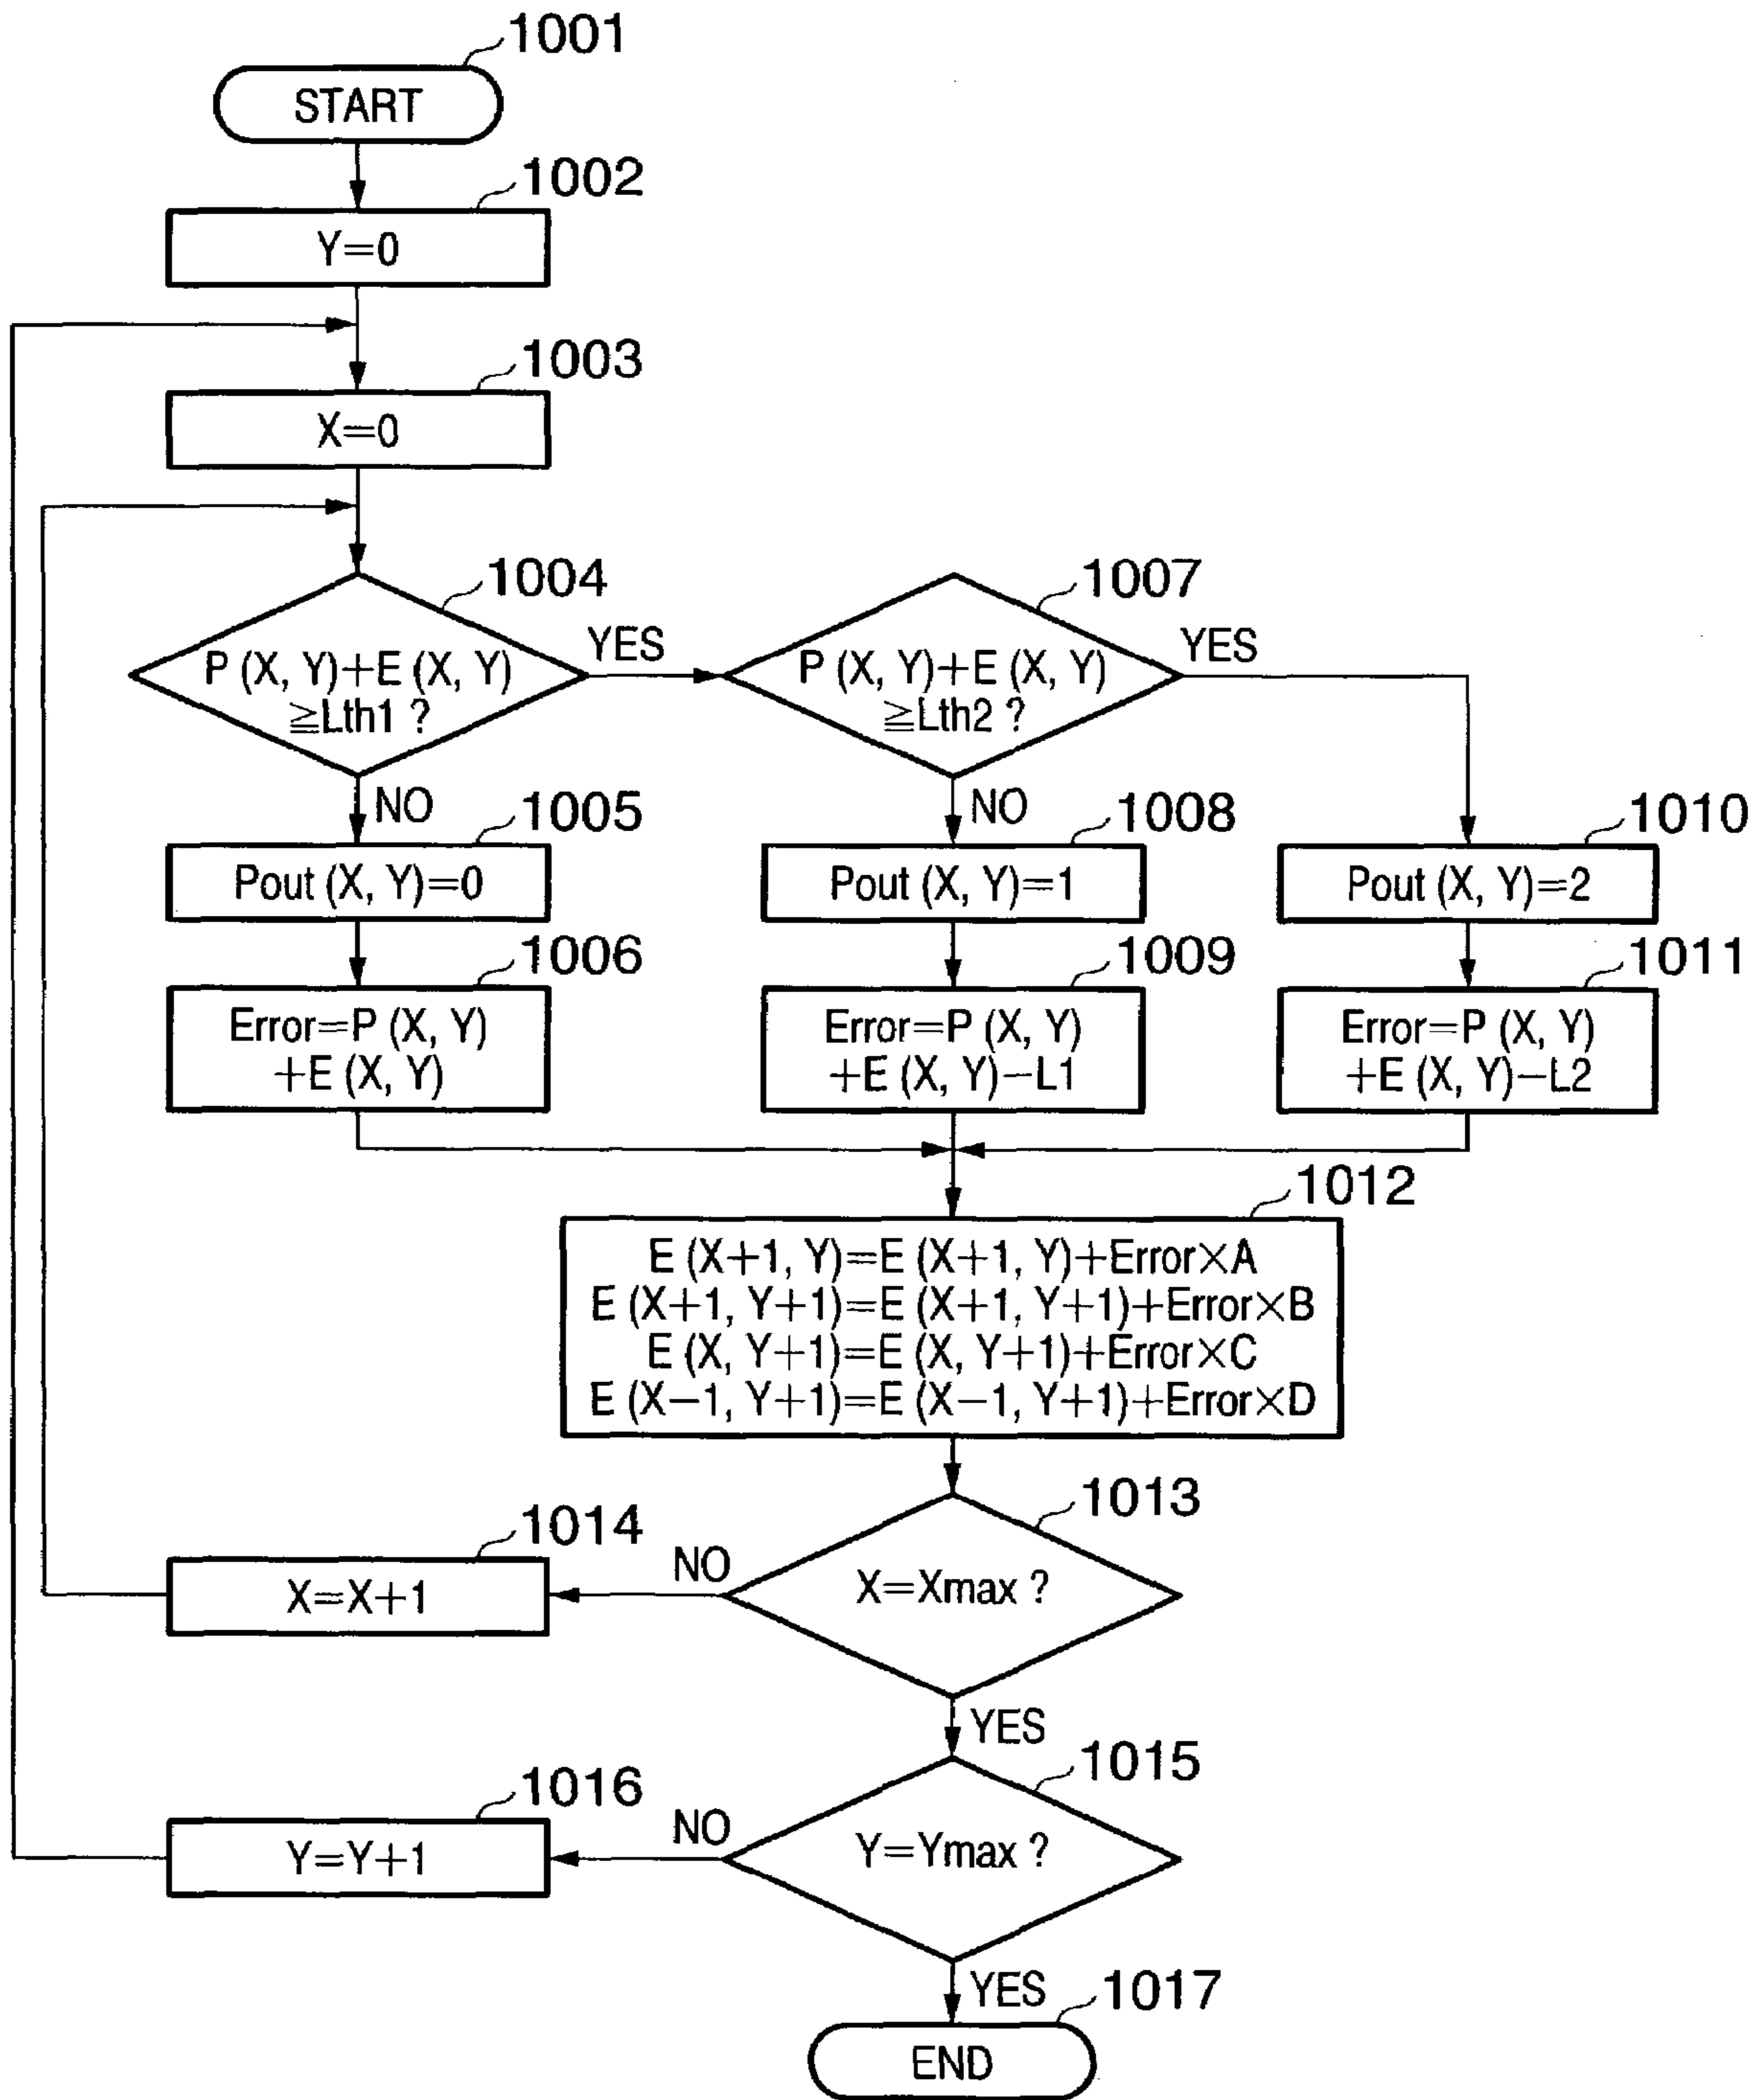 1001
START
1002
Y=0
1003
X=0
1004
P (X, Y)+E (X, Y)
≧Lth1 ?
YES
1007
P (X, Y)+E (X, Y)
≧Lth2 ?
YES
NO
1005
Pout (X, Y)=0
1006
Error=P (X, Y)
+E (X, Y)
NO
1008
Pout (X, Y)=1
1009
Error=P (X, Y)
+E (X, Y)−L1
1010
Pout (X, Y)=2
1011
Error=P (X, Y)
+E (X, Y)−L2
1012
E (X+1, Y)=E (X+1, Y)+Error×A
E (X+1, Y+1)=E (X+1, Y+1)+Error×B
E (X, Y+1)=E (X, Y+1)+Error×C
E (X−1, Y+1)=E (X−1, Y+1)+Error×D
1013
X=Xmax ?
NO
1014
X=X+1
YES
1015
Y=Ymax ?
NO
1016
Y=Y+1
YES
1017
END